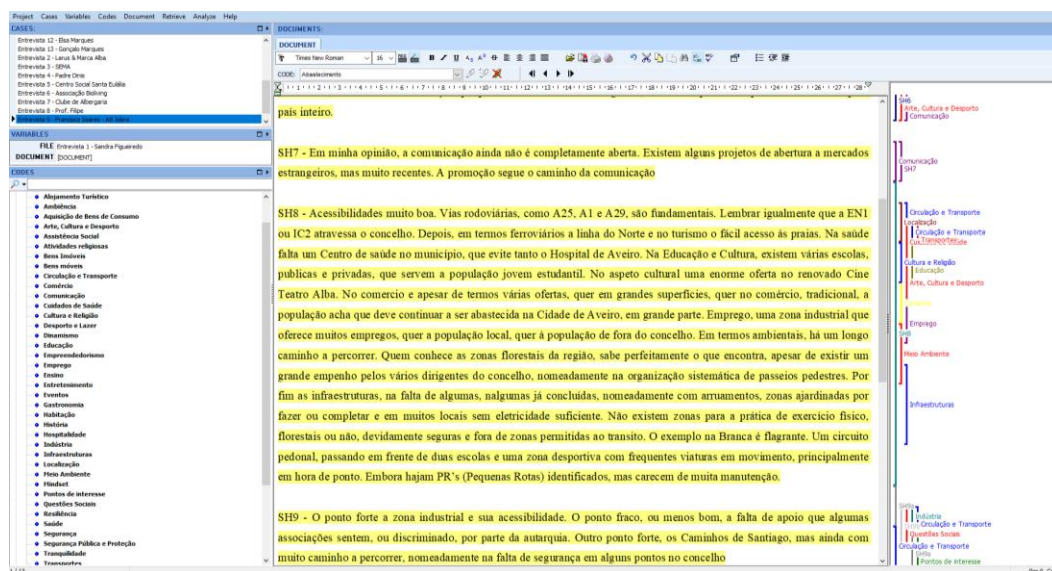 Project Cases Variables Codes Document Retrieve Analyze Help
CASES:
Entrevista 12 - Elsa Marques
Entrevista 13 - Gonçalo Marques
Entrevista 2 - Larus & Marca Alba
Entrevista 3 - SEMA
Entrevista 4 - Padre Dinis
Entrevista 5 - Centro Social Santa Eulália
Entrevista 6 - Associação Bioliving
Entrevista 7 - Clube de Albergaria
Entrevista 8 - Prof. Filipe
VARIABLES
FILE Entrevista 1 - Sandra Figueiredo
DOCUMENT [DOCUMENT]
CODES
Alojamento Turístico
Ambiência
Aquisição de Bens de Consumo
Arte, Cultura e Desporto
Assistência Social
Atividades religiosas
Bens Imóveis
Bens móveis
Circulação e Transporte
Comércio
Comunicação
Cuidados de Saúde
Cultura e Religião
Desporto e Lazer
Dinamismo
Educação
Empreendedorismo
Emprego
Ensino
Entretenimento
Eventos
Gastronomia
Habitação
História
Hospitalidade
Indústria
Infraestruturas
Localização
Meio Ambiente
Mindset
Pontos de interesse
Questões Sociais
Resiliência
Saúde
Segurança
Segurança Pública e Proteção
Tranquilidade
Transportes
DOCUMENTS:
DOCUMENT
Times New Roman 16
CODE: Abastecimento
país inteiro.
SH7 - Em minha opinião, a comunicação ainda não é completamente aberta. Existem alguns projetos de abertura a mercados
estrangeiros, mas muito recentes. A promoção segue o caminho da comunicação
SH8 - Acessibilidades muito boa. Vias rodoviárias, como A25, A1 e A29, são fundamentais. Lembrar igualmente que a EN1
ou IC2 atravessa o concelho. Depois, em termos ferroviários a linha do Norte e no turismo o fácil acesso às praias. Na saúde
falta um Centro de saúde no município, que evite tanto o Hospital de Aveiro. Na Educação e Cultura, existem várias escolas,
publicas e privadas, que servem a população jovem estudantil. No aspeto cultural uma enorme oferta no renovado Cine
Teatro Alba. No comercio e apesar de termos várias ofertas, quer em grandes superfícies, quer no comércio, tradicional, a
população acha que deve continuar a ser abastecida na Cidade de Aveiro, em grande parte. Emprego, uma zona industrial que
oferece muitos empregos, quer a população local, quer à população de fora do concelho. Em termos ambientais, há um longo
caminho a percorrer. Quem conhece as zonas florestais da região, sabe perfeitamente o que encontra, apesar de existir um
grande empenho pelos vários dirigentes do concelho, nomeadamente na organização sistemática de passeios pedestres. Por
fim as infraestruturas, na falta de algumas, nalgumas já concluídas, nomeadamente com arruamentos, zonas ajardinadas por
fazer ou completar e em muitos locais sem eletricidade suficiente. Não existem zonas para a prática de exercício físico,
florestais ou não, devidamente seguras e fora de zonas permitidas ao transito. O exemplo na Branca é flagrante. Um circuito
pedonal, passando em frente de duas escolas e uma zona desportiva com frequentes viaturas em movimento, principalmente
em hora de ponto. Embora hajam PR's (Pequenas Rotas) identificados, mas carecem de muita manutenção.
SH9 - O ponto forte a zona industrial e sua acessibilidade. O ponto fraco, ou menos bom, a falta de apoio que algumas
associações sentem, ou discriminado, por parte da autarquia. Outro ponto forte, os Caminhos de Santiago, mas ainda com
muito caminho a percorrer, nomeadamente na falta de segurança em alguns pontos no concelho
SH6
Arte, Cultura e Desporto
Comunicação
Comunicação
SH7
Circulação e Transporte
Localização
Circulação e Transporte
Cultura e Religião
Educação
Arte, Cultura e Desporto
Emprego
SH8
Meio Ambiente
Infraestruturas
SH9a
Indústria
Circulação e Transporte
Questões Sociais
Circulação e Transporte
SH9a
Pontos de interesse